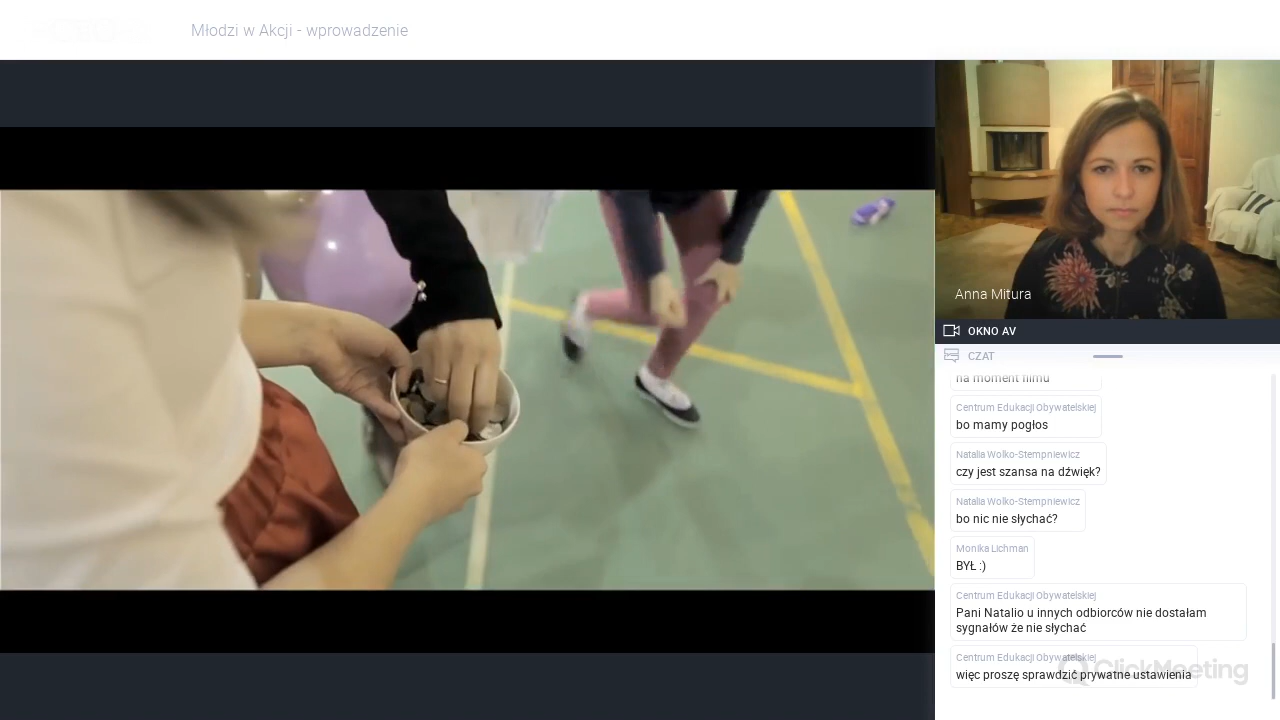 Młodzi w Akcji - wprowadzenie
Anna Mitura
OKNO AV
CZAT
na moment filmu
Centrum Edukacji Obywatelskiej
bo mamy pogłos
Natalia Wolko-Stempniewicz
czy jest szansa na dźwięk?
Natalia Wolko-Stempniewicz
bo nic nie słychać?
Monika Lichman
BYŁ :)
Centrum Edukacji Obywatelskiej
Pani Natalio u innych odbiorców nie dostałam
sygnałów że nie słychać
Centrum Edukacji Obywatelskiej
więc proszę sprawdzić prywatne ustawienia
ClickMeeting